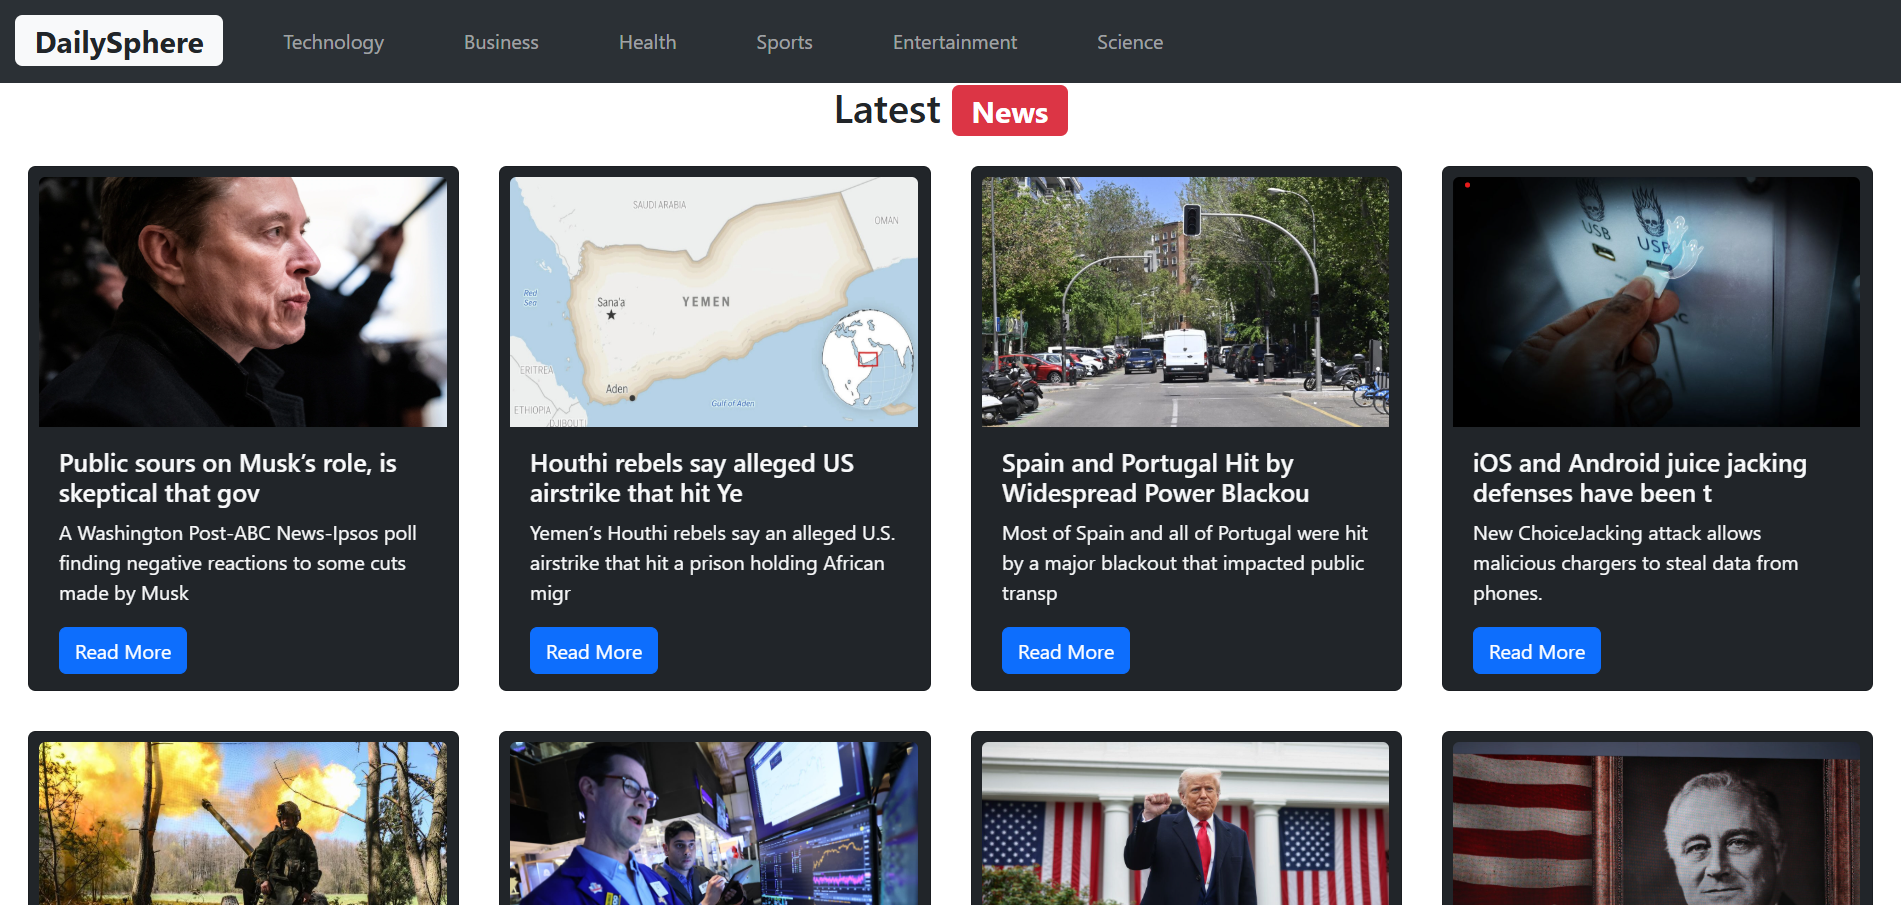 DailySphere
Technology Business Health Sports Entertainment Science
Latest News
SAUDI ARABIA
OMAN
Red
Sea
Sana'a
YEMEN
ERITREA
Aden
ETHIOPIA
Gulf of Aden
DJIBOUTI
USB
USB
Public sours on Musk’s role, is
skeptical that gov
A Washington Post-ABC News-Ipsos poll
finding negative reactions to some cuts
made by Musk
Read More
Houthi rebels say alleged US
airstrike that hit Ye
Yemen’s Houthi rebels say an alleged U.S.
airstrike that hit a prison holding African
migr
Read More
Spain and Portugal Hit by
Widespread Power Blackou
Most of Spain and all of Portugal were hit
by a major blackout that impacted public
transp
Read More
iOS and Android juice jacking
defenses have been t
New ChoiceJacking attack allows
malicious chargers to steal data from
phones.
Read More